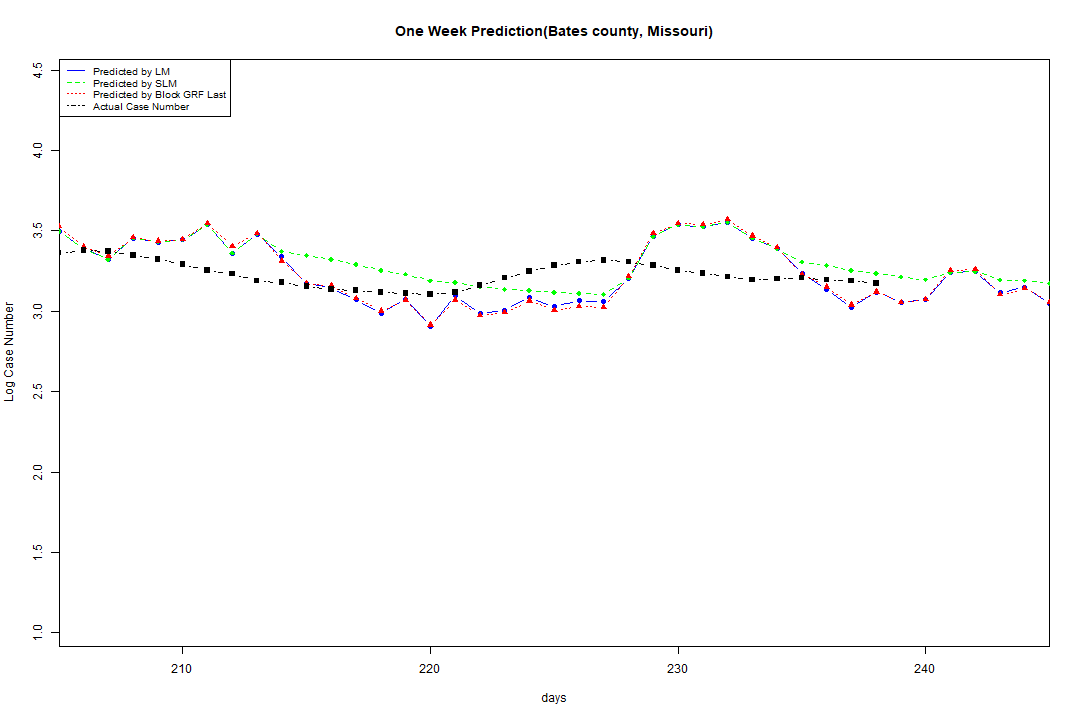 One Week Prediction(Bates county, Missouri)
Predicted by LM
Predicted by SLM
Predicted by Block GRF Last
Actual Case Number
4.5
4.0
3.5
3.0
2.5
2.0
1.5
1.0
Log Case Number
210 220 230 240
days